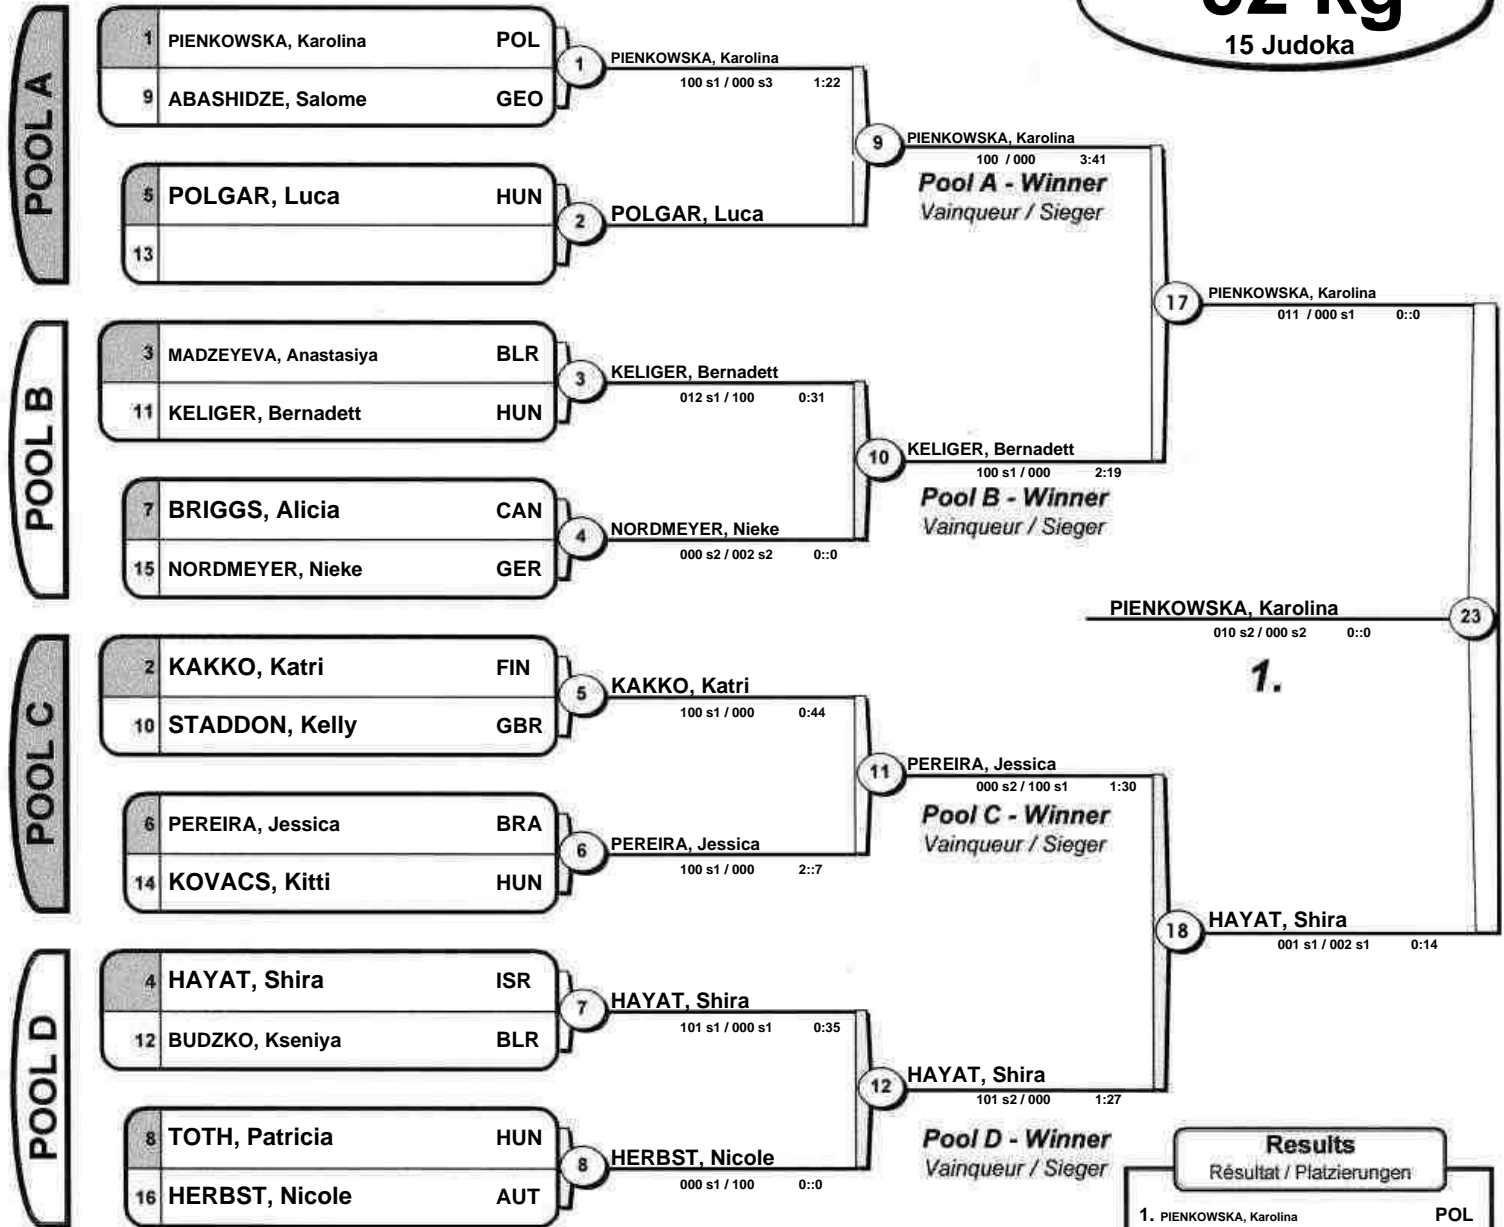 52 kg
15 Judoka
POOL A
1 PIENKOWSKA, Karolina POL
9 ABASHIDZE, Salome GEO
1
PIENKOWSKA, Karolina
100 s1 / 000 s3 1:22
5 POLGAR, Luca HUN
13
2
POLGAR, Luca
9
PIENKOWSKA, Karolina
100 / 000 3:41
Pool A - Winner
Vainqueur / Sieger
POOL B
3 MADZEYEVA, Anastasiya BLR
11 KELIGER, Bernadett HUN
3
KELIGER, Bernadett
012 s1 / 100 0:31
7 BRIGGS, Alicia CAN
15 NORDMEYER, Nieke GER
4
NORDMEYER, Nieke
000 s2 / 002 s2 0::0
10
KELIGER, Bernadett
100 s1 / 000 2:19
Pool B - Winner
Vainqueur / Sieger
17
PIENKOWSKA, Karolina
011 / 000 s1 0::0
PIENKOWSKA, Karolina
010 s2 / 000 s2 0::0
23
1.
POOL C
2 KAKKO, Katri FIN
10 STADDON, Kelly GBR
5
KAKKO, Katri
100 s1 / 000 0:44
6 PEREIRA, Jessica BRA
14 KOVACS, Kitti HUN
6
PEREIRA, Jessica
100 s1 / 000 2::7
11
PEREIRA, Jessica
000 s2 / 100 s1 1:30
Pool C - Winner
Vainqueur / Sieger
POOL D
4 HAYAT, Shira ISR
12 BUDZKO, Kseniya BLR
7
HAYAT, Shira
101 s1 / 000 s1 0:35
8 TOTH, Patricia HUN
16 HERBST, Nicole AUT
8
HERBST, Nicole
000 s1 / 100 0::0
12
HAYAT, Shira
101 s2 / 000 1:27
Pool D - Winner
Vainqueur / Sieger
18
HAYAT, Shira
001 s1 / 002 s1 0:14
Results
Résultat / Platzierungen
1. PIENKOWSKA, Karolina POL